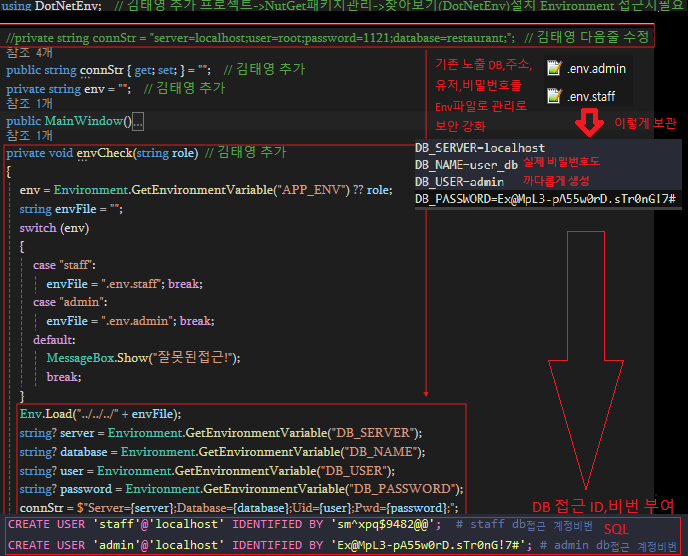 using DotNetEnv;   // 김태영 추가 프로젝트->NutGet패키지관리->찾아보기(DotNetEnv)설치 Environment 접근시필요
//private string connStr = "server=localhost;user=root;password=1121;database=restaurant;";   // 김태영 다음줄 수정
참조 4개
public string connStr { get; set; } = "";   // 김태영 추가
private string env = "";   // 김태영 추가
참조 1개
public MainWindow()...
참조 1개
private void envCheck(string role) // 김태영 추가
{
env = Environment.GetEnvironmentVariable("APP_ENV") ?? role;
string envFile = "";
switch (env)
{
case "staff":
envFile = ".env.staff"; break;
case "admin":
envFile = ".env.admin"; break;
default:
MessageBox.Show("잘못된접근!");
break;
}
Env.Load("../../../" + envFile);
string? server = Environment.GetEnvironmentVariable("DB_SERVER");
string? database = Environment.GetEnvironmentVariable("DB_NAME");
string? user = Environment.GetEnvironmentVariable("DB_USER");
string? password = Environment.GetEnvironmentVariable("DB_PASSWORD");
connStr = $"Server={server};Database={database};Uid={user};Pwd={password};";
기존 노출 DB,주소,
유저,비밀번호를
Env파일로 관리로
보안 강화
.env.admin
.env.staff
이렇게 보관
DB_SERVER=localhost
DB_NAME=user_db
DB_USER=admin
DB_PASSWORD=Ex@MpL3-pA55w0rD.sTr0nG!7#
실제 비밀번호도
까다롭게 생성
DB 접근 ID,비번 부여
CREATE USER 'staff'@'localhost' IDENTIFIED BY 'sm^xpq$9482@@';  # staff db접근 계정비번
SQL
CREATE USER 'admin'@'localhost' IDENTIFIED BY 'Ex@MpL3-pA55w0rD.sTr0nG!7#'; # admin db접근 계정비번